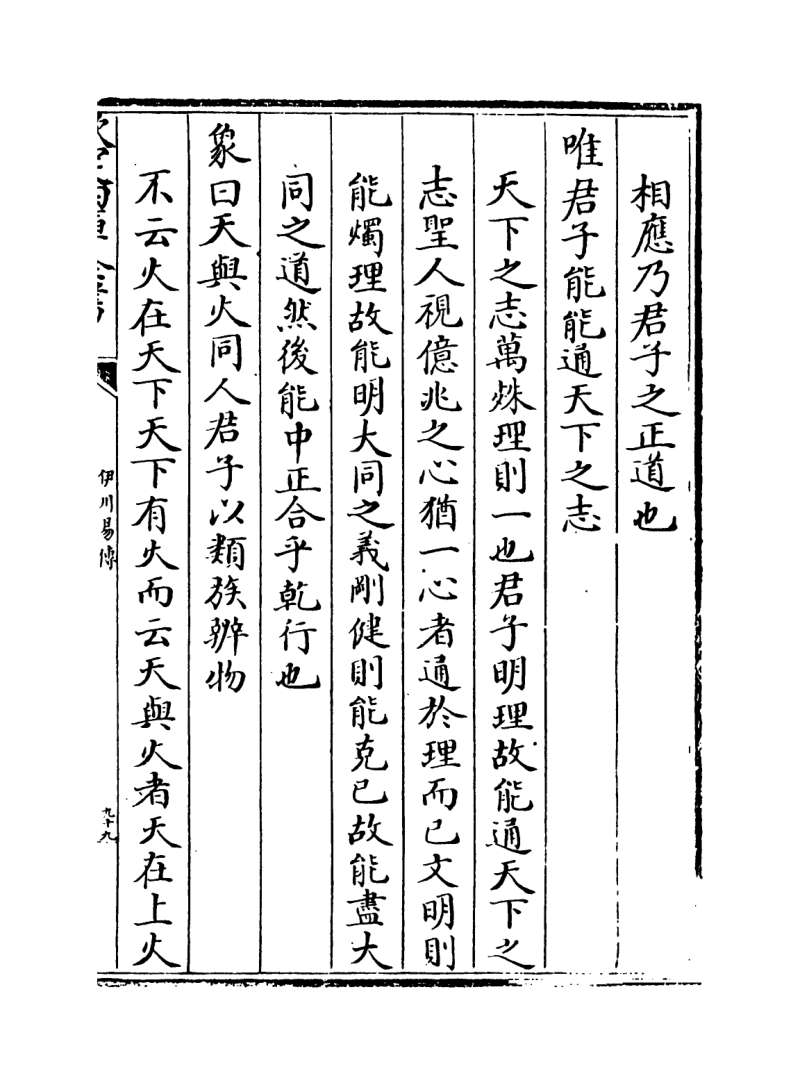 相應乃君子之正道也
唯君子能能通天下之志
天下之志萬殊理則一也君子明理故能通天下之
志聖人視億兆之心猶一心者通於理而已文明則
能燭理故能明大同之義剛健則能克已故能盡大
同之道然後能中正合乎乾行也
象曰天與火同人君子以類族辨物
不云火在天下天下有火而云天與火者天在上火
伊川易傳
九十九